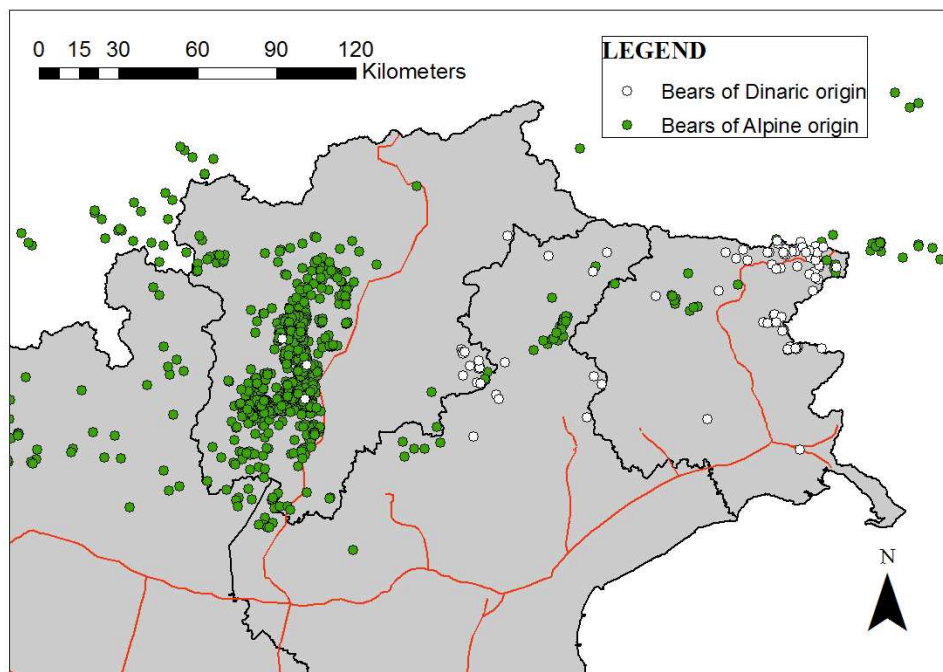 0 15 30 60 90 120
Kilometers
LEGEND
Bears of Dinaric origin
Bears of Alpine origin
N